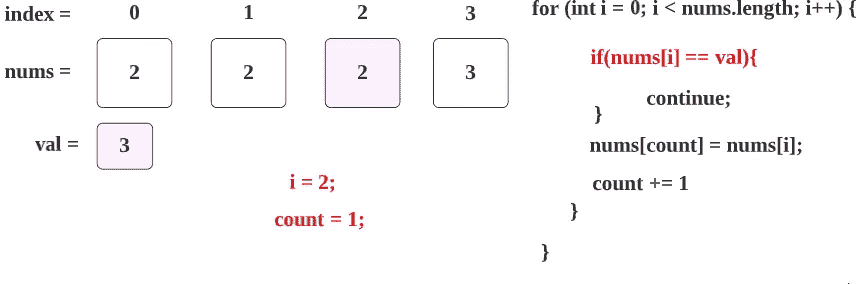 index = 0 1 2 3
nums = 2 2 2 3
val = 3
i = 2;
count = 1;
for (int i = 0; i < nums.length; i++) {
if(nums[i] == val){
continue;
}
nums[count] = nums[i];
count += 1
}
}